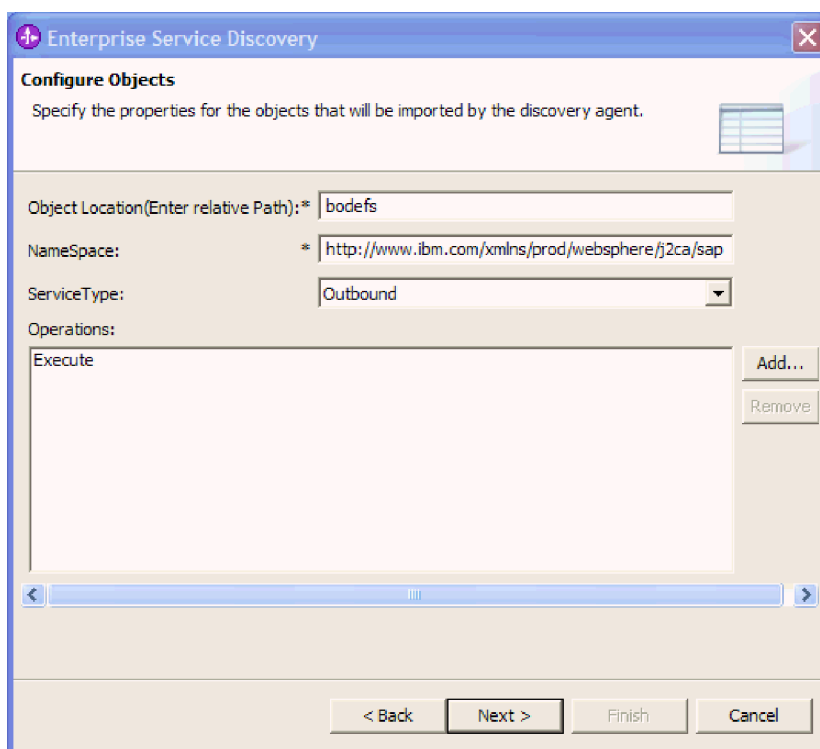 Enterprise Service Discovery
Configure Objects
Specify the properties for the objects that will be imported by the discovery agent.
Object Location(Enter relative Path):* bodefs
NameSpace: * http://www.ibm.com/xmlns/prod/websphere/j2ca/sap
ServiceType: Outbound
Operations:
Execute
Add...
Remove
< Back Next > Finish Cancel